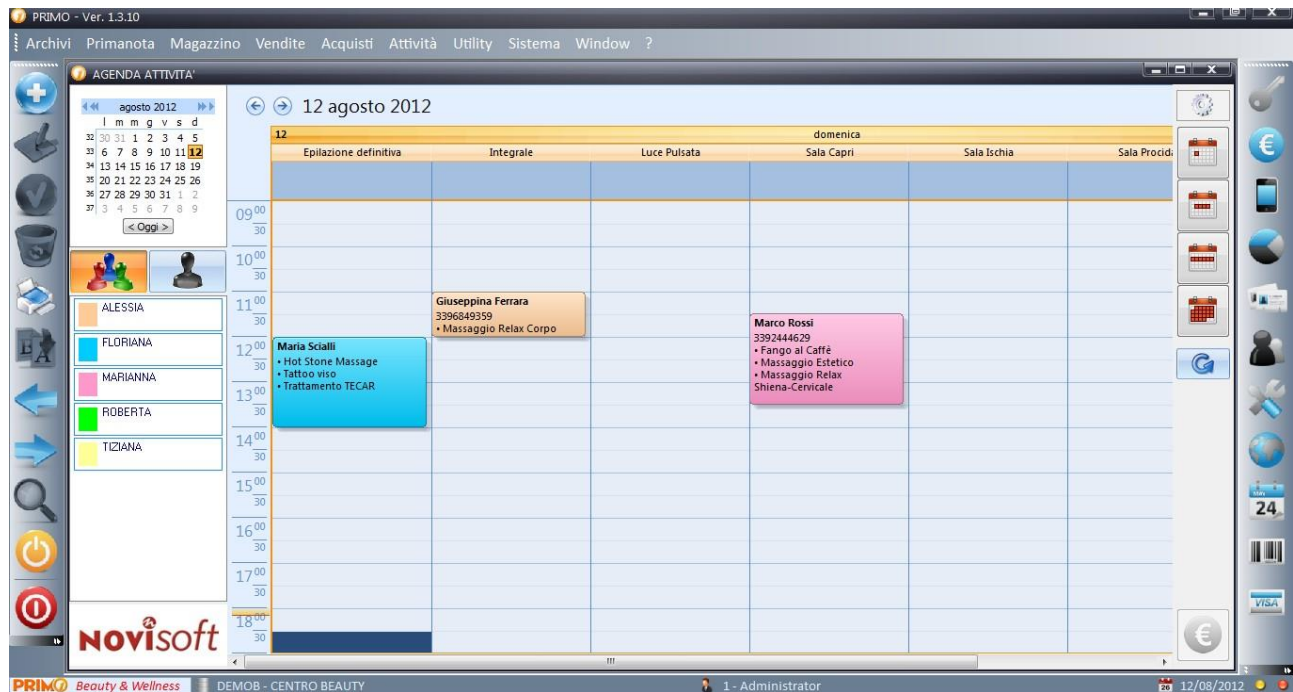 PRIMO - Ver. 1.3.10
Archivi Primanota Magazzino Vendite Acquisti Attività Utility Sistema Window ?
AGENDA ATTIVITA'
agosto 2012
l m m g v s d
32 30 31 1 2 3 4 5
33 6 7 8 9 10 11 12
34 13 14 15 16 17 18 19
35 20 21 22 23 24 25 26
36 27 28 29 30 31 1 2
37 3 4 5 6 7 8 9
< Oggi >
ALESSIA
FLORIANA
MARIANNA
ROBERTA
TIZIANA
NOVISoft
12 agosto 2012
12 domenica
Epilazione definitiva Integrale Luce Pulsata Sala Capri Sala Ischia Sala Procida
09 00
30
10 00
30
11 00
30
12 00
30
13 00
30
14 00
30
15 00
30
16 00
30
17 00
30
18 00
30
Maria Scialli
• Hot Stone Massage
• Tattoo viso
• Trattamento TECAR
Giuseppina Ferrara
3396849359
• Massaggio Relax Corpo
Marco Rossi
3392444629
• Fango al Caffè
• Massaggio Estetico
• Massaggio Relax
Shiena-Cervicale
24
VISA
PRIMO Beauty & Wellness DEMOB - CENTRO BEAUTY 1 - Administrator 12/08/2012